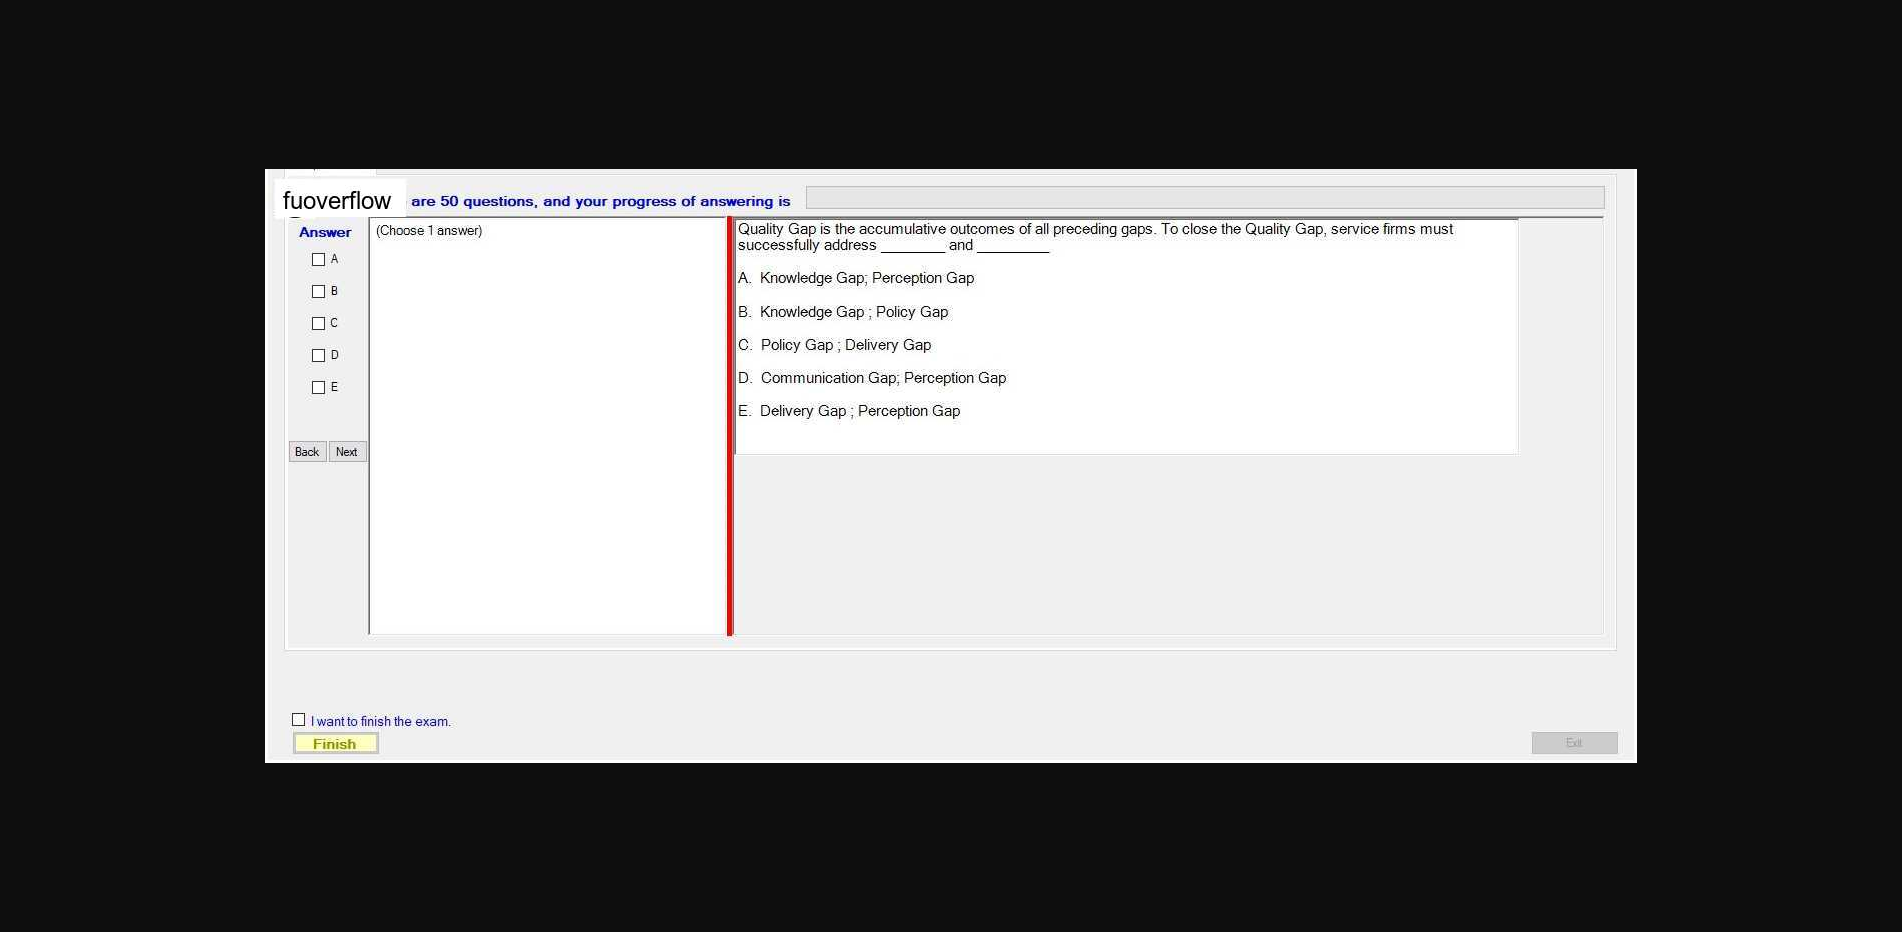 fuoverflow are 50 questions, and your progress of answering is
Answer
(Choose 1 answer)
A
B
C
D
E
Back Next
Quality Gap is the accumulative outcomes of all preceding gaps. To close the Quality Gap, service firms must
successfully address ________ and _________
A. Knowledge Gap; Perception Gap
B. Knowledge Gap ; Policy Gap
C. Policy Gap ; Delivery Gap
D. Communication Gap; Perception Gap
E. Delivery Gap ; Perception Gap
I want to finish the exam.
Finish
Exit